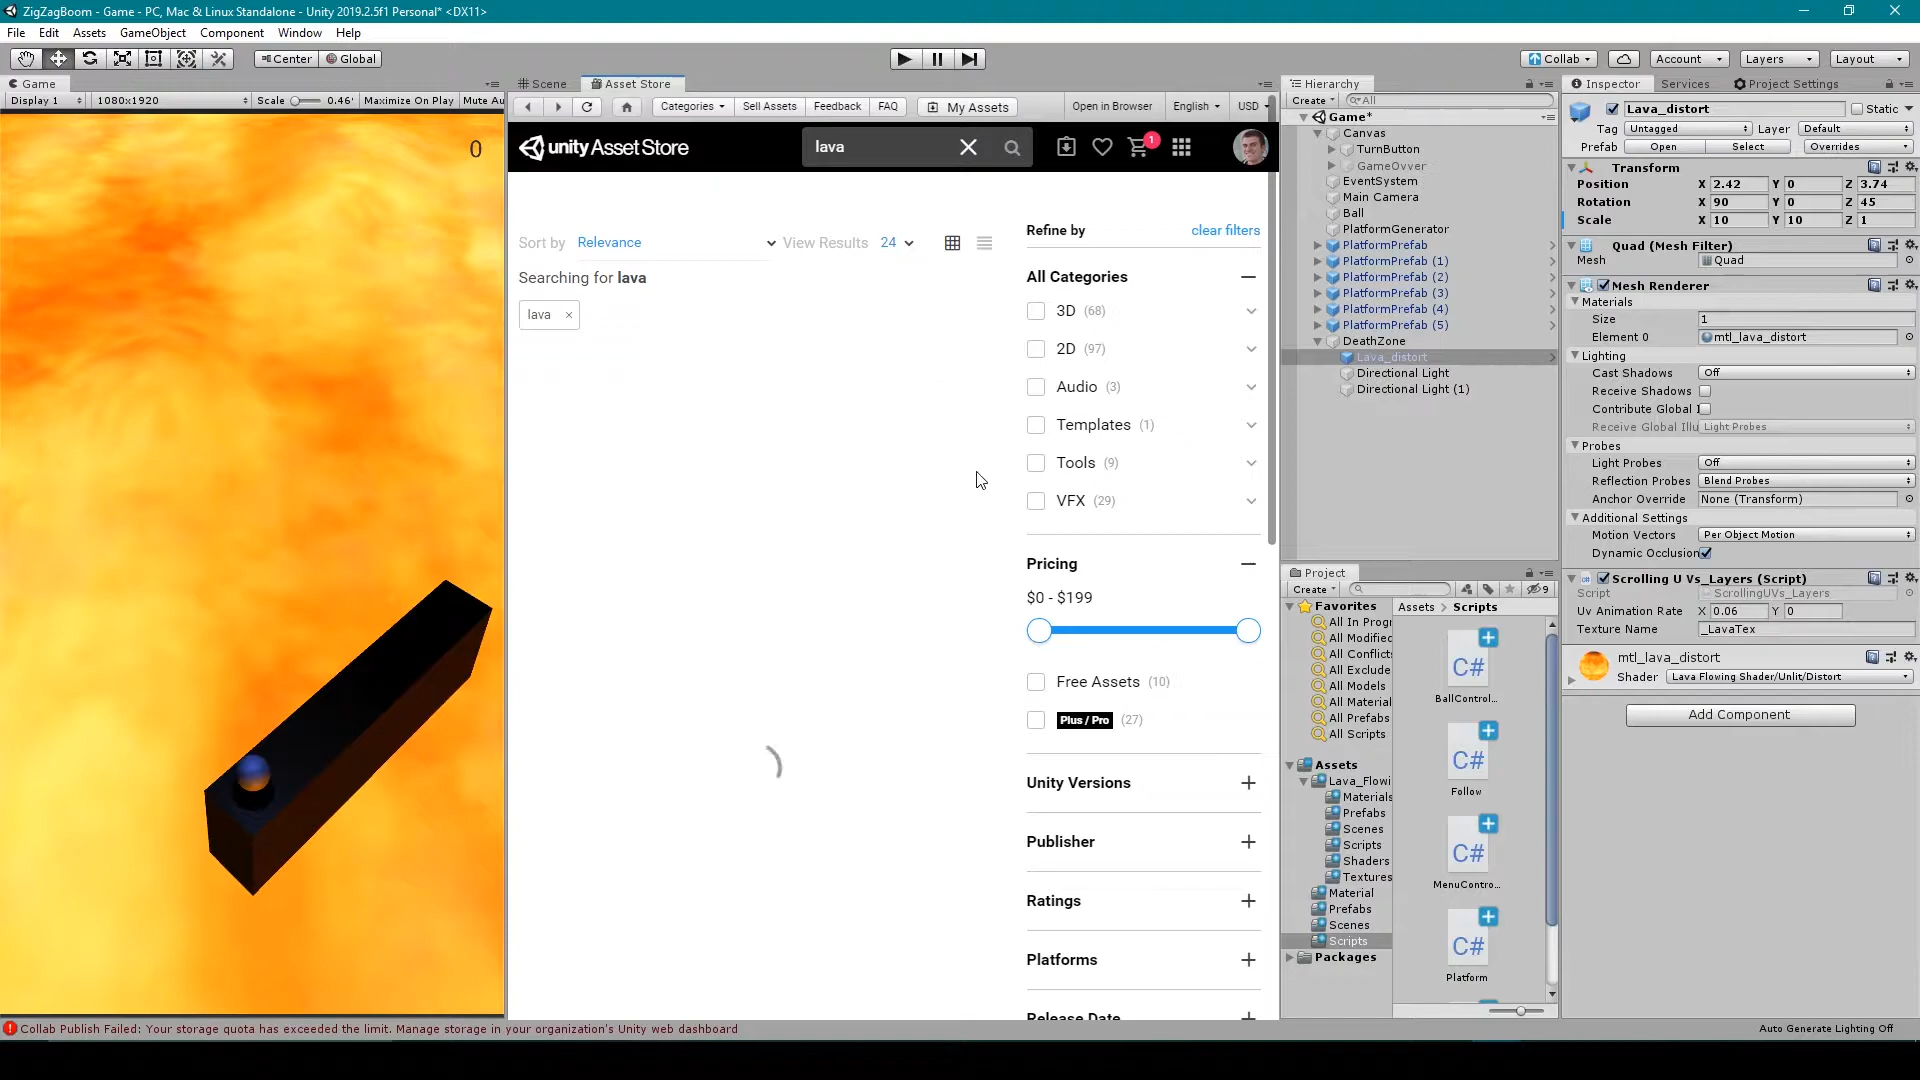 ZigZagBoom - Game - PC, Mac & Linux Standalone - Unity 2019.2.5f1 Personal* <DX11>
File Edit Assets GameObject Component Window Help
Center Global
Collab Account Layers Layout
Game
Display 1 1080x1920 Scale 0.46 Maximize On Play Mute Au
0
Scene Asset Store
Categories Sell Assets Feedback FAQ My Assets Open in Browser English USD
unity Asset Store
lava
1
Sort by Relevance View Results 24
Searching for lava
lava ×
Refine by clear filters
All Categories
3D (68)
2D (97)
Audio (3)
Templates (1)
Tools (9)
VFX (29)
Pricing
$0 - $199
Free Assets (10)
Plus / Pro (27)
Unity Versions
Publisher
Ratings
Platforms
Release Date
Hierarchy
Create All
Game*
Canvas
TurnButton
GameOvver
EventSystem
Main Camera
Ball
PlatformGenerator
PlatformPrefab
PlatformPrefab (1)
PlatformPrefab (2)
PlatformPrefab (3)
PlatformPrefab (4)
PlatformPrefab (5)
DeathZone
Lava_distort
Directional Light
Directional Light (1)
Project
Create 9
Favorites
All In Progr
All Modified
All Conflict:
All Exclude
All Models
All Material
All Prefabs
All Scripts
Assets
Lava_Flowi
Materials
Prefabs
Scenes
Scripts
Shaders
Textures
Material
Prefabs
Scenes
Scripts
Packages
Assets > Scripts
C#
BallControl...
C#
Follow
C#
MenuContro...
C#
Platform
Inspector Services Project Settings
Lava_distort Static
Tag Untagged Layer Default
Prefab Open Select Overrides
Transform
Position X 2.42 Y 0 Z 3.74
Rotation X 90 Y 0 Z 45
Scale X 10 Y 10 Z 1
Quad (Mesh Filter)
Mesh Quad
Mesh Renderer
Materials
Size 1
Element 0 mtl_lava_distort
Lighting
Cast Shadows Off
Receive Shadows
Contribute Global I
Receive Global Illu Light Probes
Probes
Light Probes Off
Reflection Probes Blend Probes
Anchor Override None (Transform)
Additional Settings
Motion Vectors Per Object Motion
Dynamic Occlusion
Scrolling U Vs_Layers (Script)
Script ScrollingUVs_Layers
Uv Animation Rate X 0.06 Y 0
Texture Name _LavaTex
mtl_lava_distort
Shader Lava Flowing Shader/Unlit/Distort
Add Component
Collab Publish Failed: Your storage quota has exceeded the limit. Manage storage in your organization's Unity web dashboard
Auto Generate Lighting Off